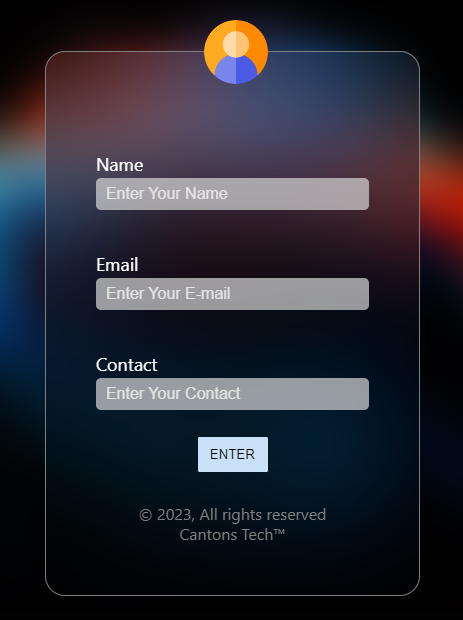 Name
Enter Your Name
Email
Enter Your E-mail
Contact
Enter Your Contact
ENTER
© 2023, All rights reserved
Cantons Tech™